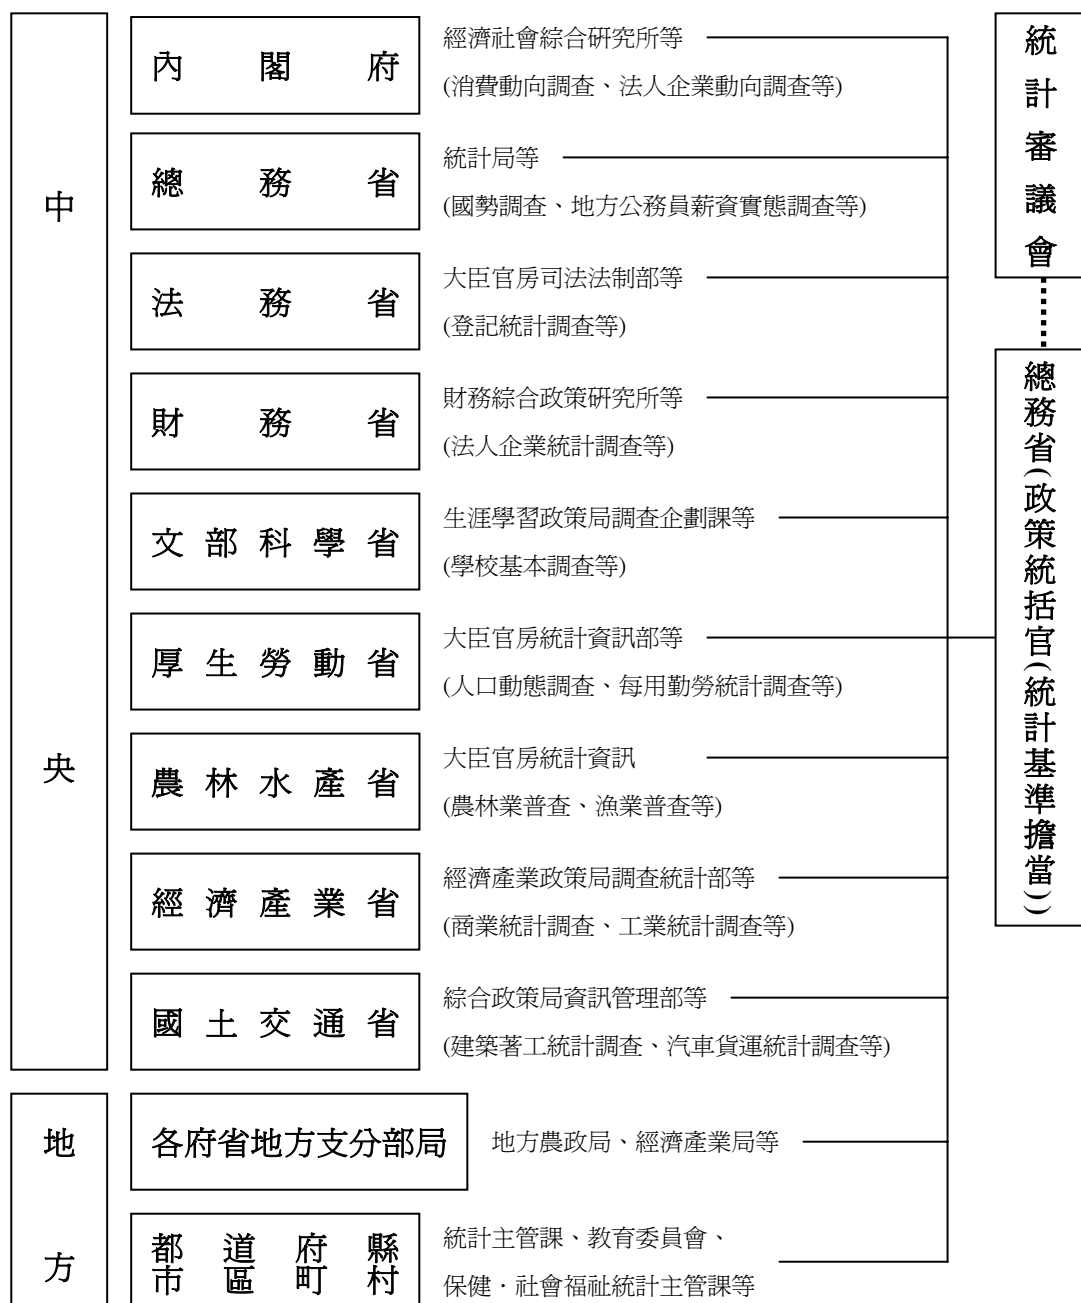 中央
內閣府
經濟社會綜合研究所等
(消費動向調查、法人企業動向調查等)
總務省
統計局等
(國勢調查、地方公務員薪資實態調查等)
法務省
大臣官房司法法制部等
(登記統計調查等)
財務省
財務綜合政策研究所等
(法人企業統計調查等)
文部科學省
生涯學習政策局調查企劃課等
(學校基本調查等)
厚生勞動省
大臣官房統計資訊部等
(人口動態調查、每用勤勞統計調查等)
農林水產省
大臣官房統計資訊
(農林業普查、漁業普查等)
經濟產業省
經濟產業政策局調查統計部等
(商業統計調查、工業統計調查等)
國土交通省
綜合政策局資訊管理部等
(建築著工統計調查、汽車貨運統計調查等)
地方
各府省地方支分部局
地方農政局、經濟產業局等
都道府縣
市區町村
統計主管課、教育委員會、
保健．社會福祉統計主管課等
統計審議會
總務省(政策統括官(統計基準擔當))